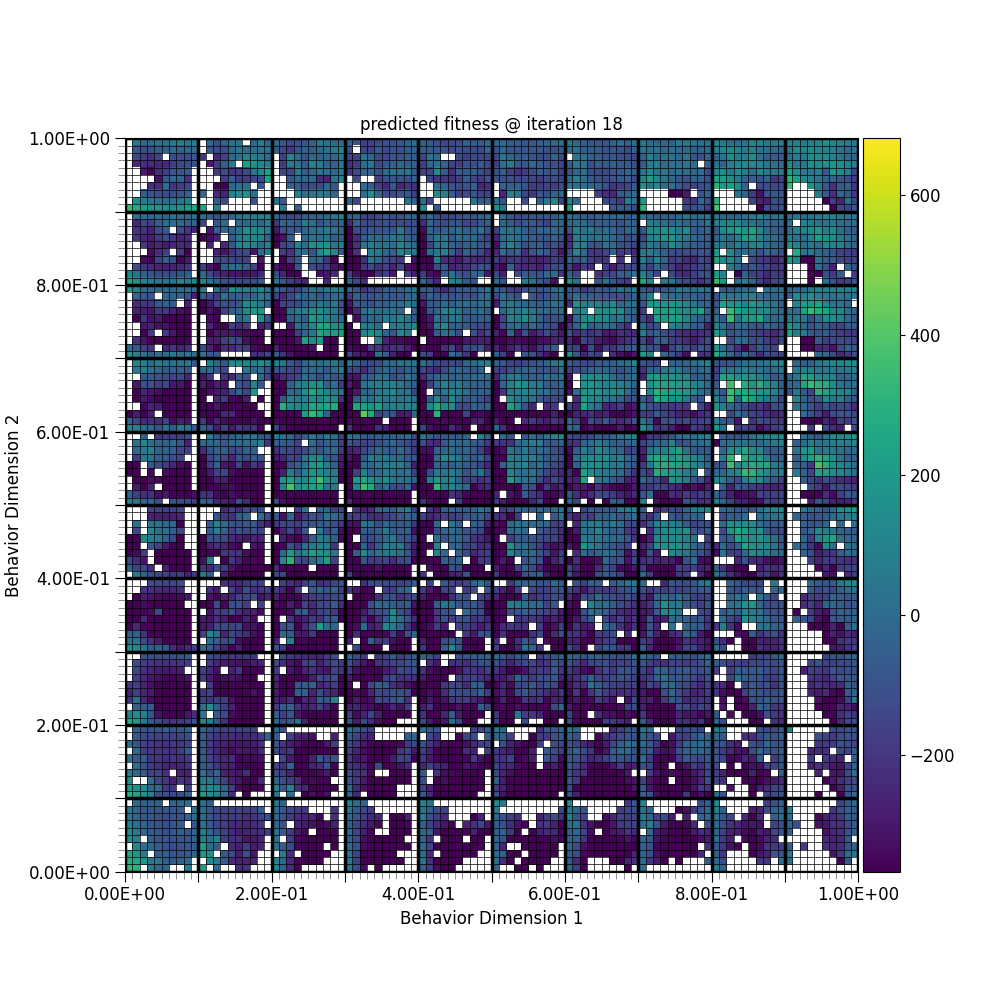 predicted fitness @ iteration 18
1.00E+00
8.00E-01
6.00E-01
4.00E-01
2.00E-01
0.00E+00
Behavior Dimension 2
0.00E+00 2.00E-01 4.00E-01 6.00E-01 8.00E-01 1.00E+00
Behavior Dimension 1
600
400
200
0
−200